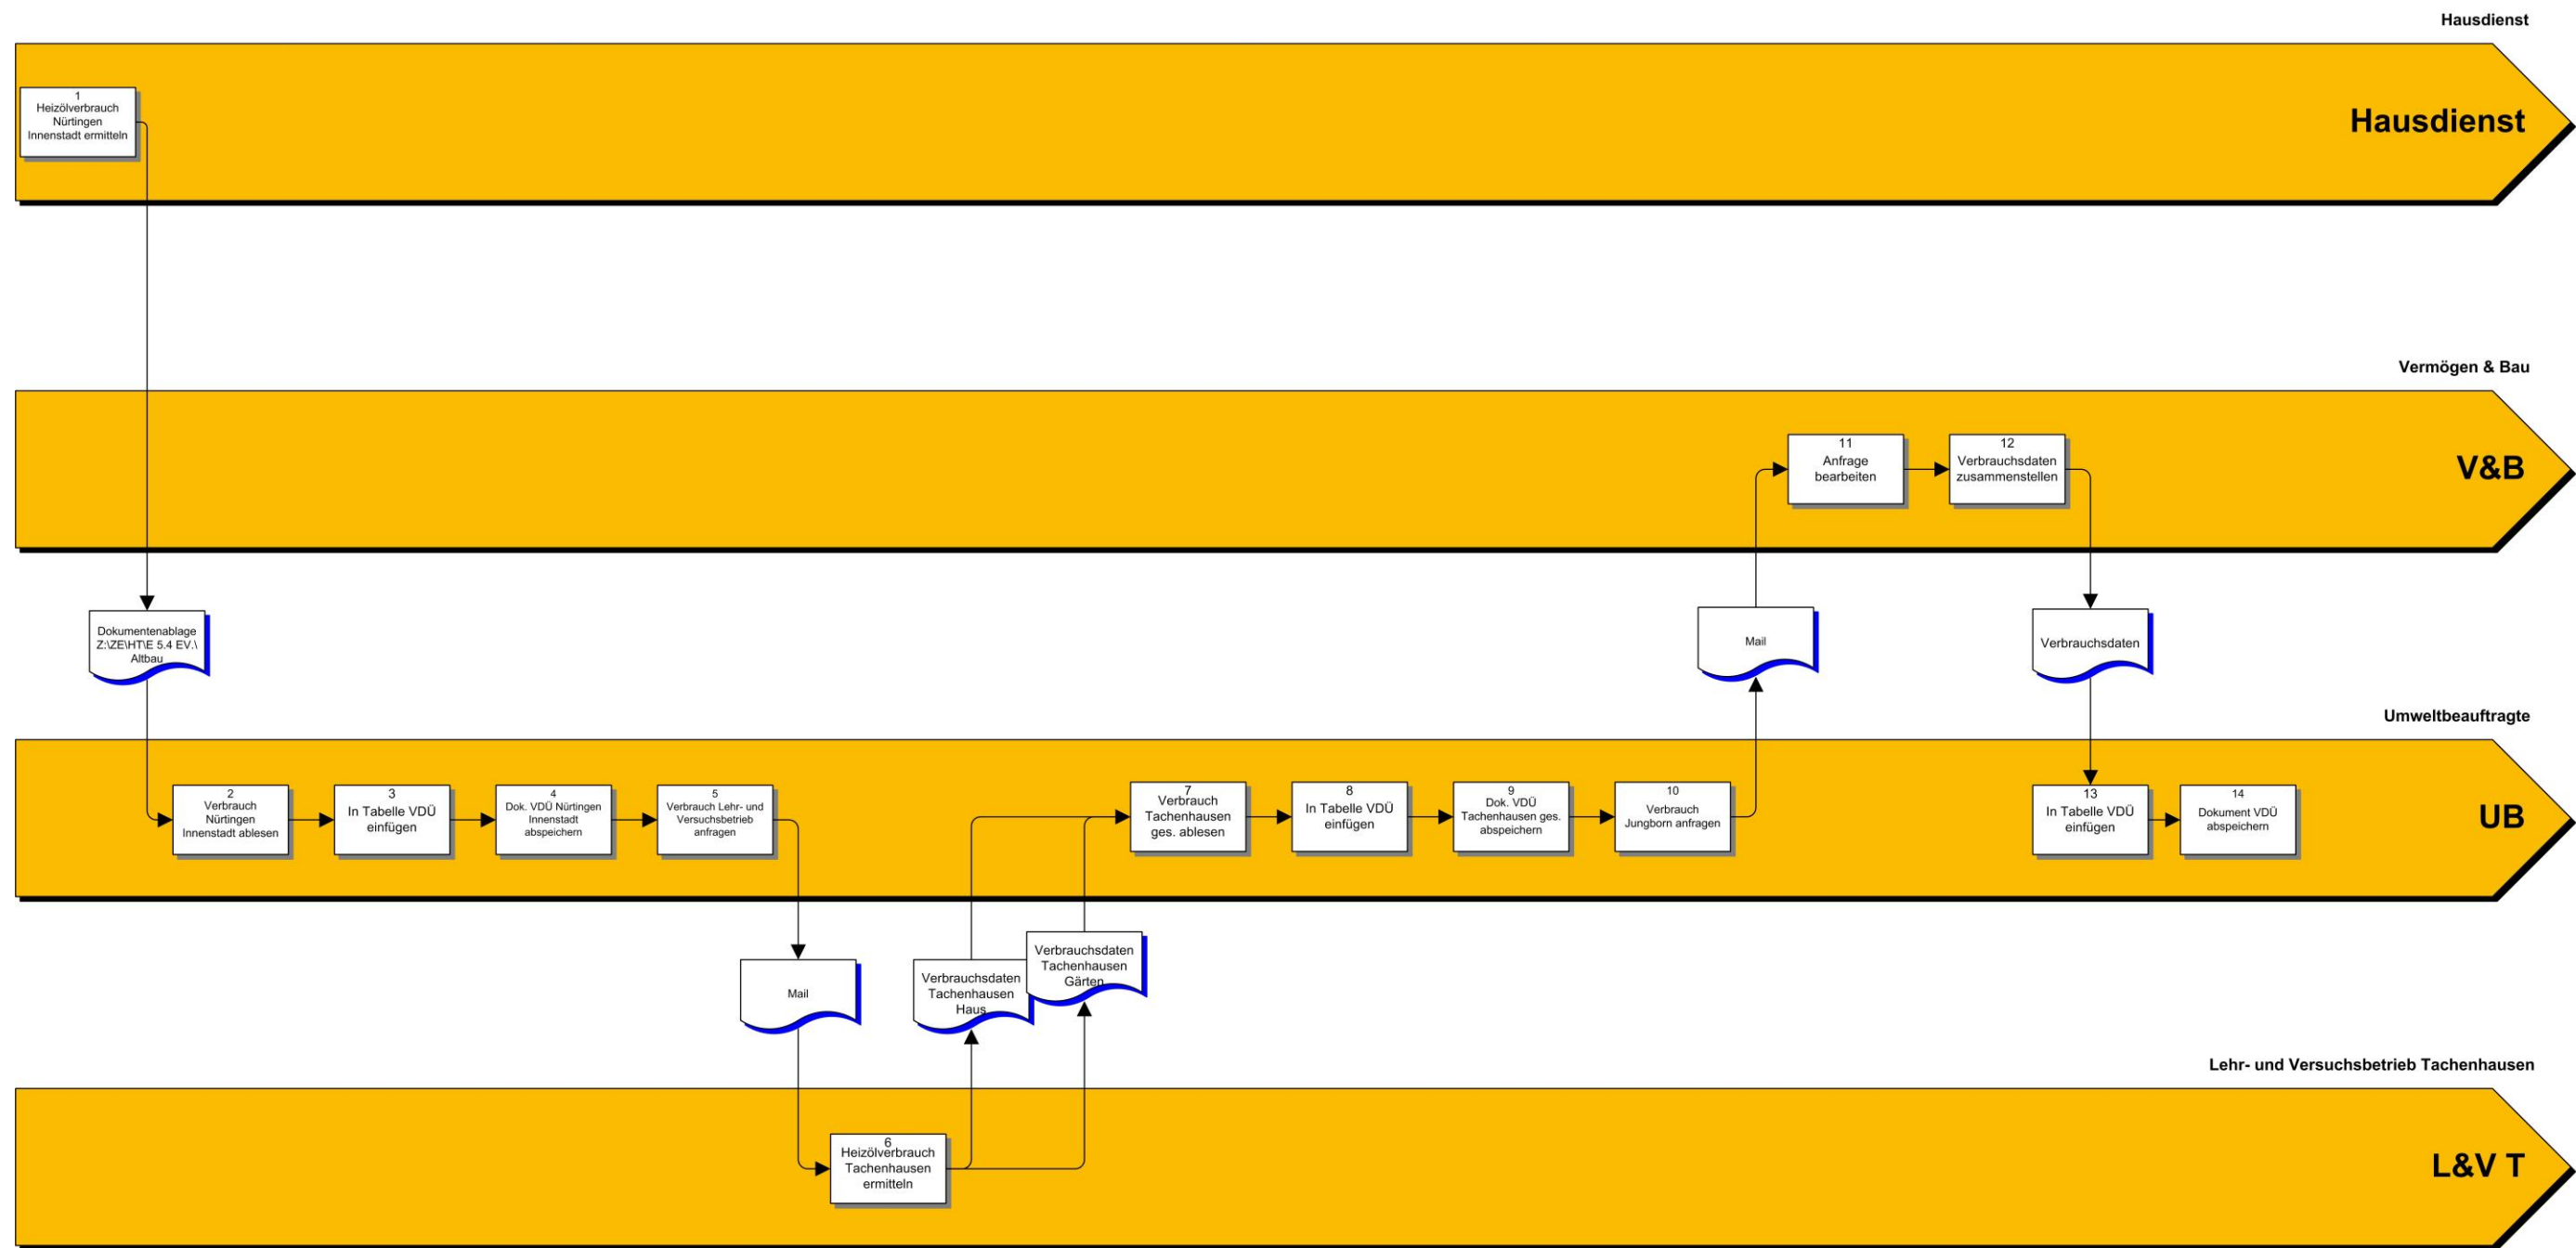 Hausdienst
1
Heizölverbrauch
Nürtingen
Innenstadt ermitteln
Hausdienst
Vermögen & Bau
11
Anfrage
bearbeiten
12
Verbrauchsdaten
zusammenstellen
V&B
Dokumentenablage
Z:\ZE\HT\E 5.4 EV.\
Altbau
Mail
Verbrauchsdaten
Umweltbeauftragte
2
Verbrauch
Nürtingen
Innenstadt ablesen
3
In Tabelle VDÜ
einfügen
4
Dok. VDÜ Nürtingen
Innenstadt
abspeichern
5
Verbrauch Lehr- und
Versuchsbetrieb
anfragen
7
Verbrauch
Tachenhausen
ges. ablesen
8
In Tabelle VDÜ
einfügen
9
Dok. VDÜ
Tachenhausen ges.
abspeichern
10
Verbrauch
Jungborn anfragen
13
In Tabelle VDÜ
einfügen
14
Dokument VDÜ
abspeichern
UB
Mail
Verbrauchsdaten
Tachenhausen
Haus
Verbrauchsdaten
Tachenhausen
Gärten
Lehr- und Versuchsbetrieb Tachenhausen
6
Heizölverbrauch
Tachenhausen
ermitteln
L&V T